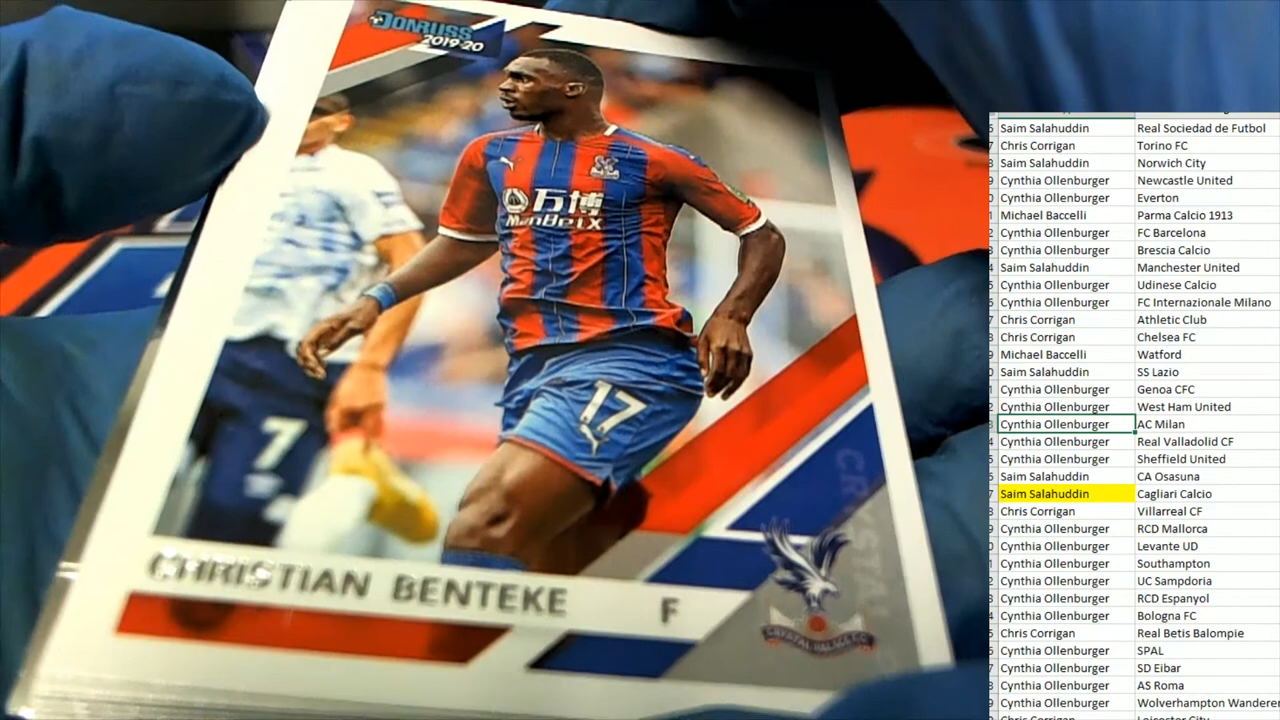 DONRUSS
2019-20
万博
ManBetX
17
7
CHRISTIAN BENTEKE F
CRYSTAL PALACE F.C.
Saim Salahuddin Real Sociedad de Futbol
Chris Corrigan Torino FC
Saim Salahuddin Norwich City
Cynthia Ollenburger Newcastle United
Cynthia Ollenburger Everton
Michael Baccelli Parma Calcio 1913
Cynthia Ollenburger FC Barcelona
Cynthia Ollenburger Brescia Calcio
Saim Salahuddin Manchester United
Cynthia Ollenburger Udinese Calcio
Cynthia Ollenburger FC Internazionale Milano
Chris Corrigan Athletic Club
Chris Corrigan Chelsea FC
Michael Baccelli Watford
Saim Salahuddin SS Lazio
Cynthia Ollenburger Genoa CFC
Cynthia Ollenburger West Ham United
Cynthia Ollenburger AC Milan
Cynthia Ollenburger Real Valladolid CF
Cynthia Ollenburger Sheffield United
Saim Salahuddin CA Osasuna
Saim Salahuddin Cagliari Calcio
Chris Corrigan Villarreal CF
Cynthia Ollenburger RCD Mallorca
Cynthia Ollenburger Levante UD
Cynthia Ollenburger Southampton
Cynthia Ollenburger UC Sampdoria
Cynthia Ollenburger RCD Espanyol
Cynthia Ollenburger Bologna FC
Chris Corrigan Real Betis Balompie
Cynthia Ollenburger SPAL
Cynthia Ollenburger SD Eibar
Cynthia Ollenburger AS Roma
Cynthia Ollenburger Wolverhampton Wandere
Chris Corrigan Leicester City